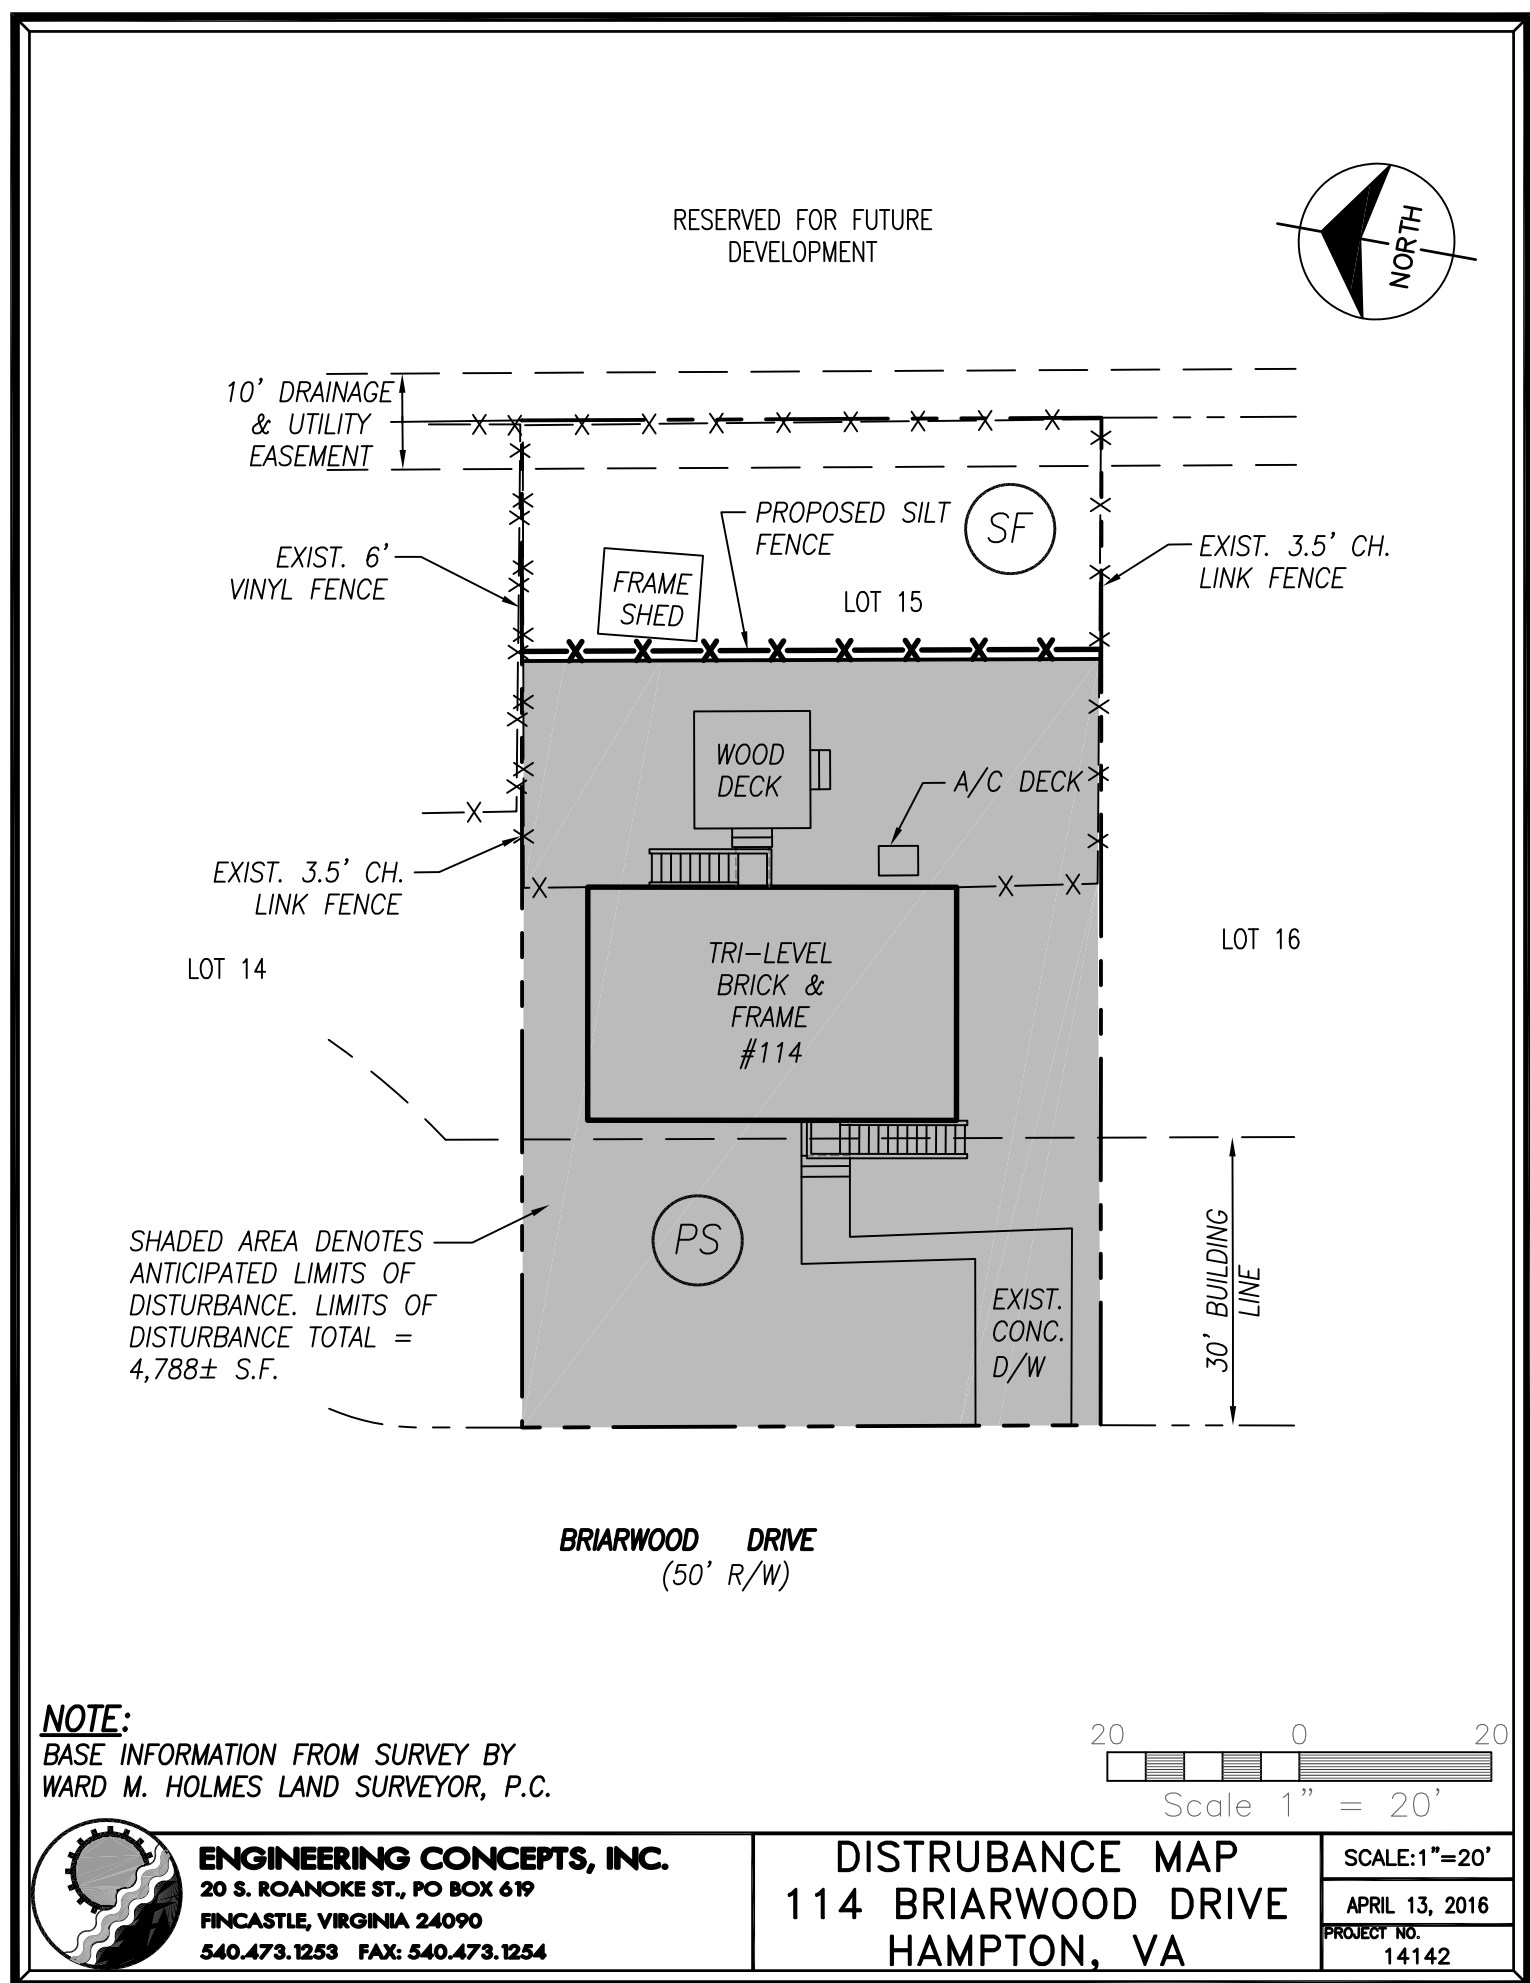 RESERVED FOR FUTURE
DEVELOPMENT
NORTH
10' DRAINAGE
& UTILITY
EASEMENT
PROPOSED SILT
FENCE
SF
EXIST. 6'
VINYL FENCE
EXIST. 3.5' CH.
LINK FENCE
FRAME
SHED
LOT 15
WOOD
DECK
A/C DECK
EXIST. 3.5' CH.
LINK FENCE
LOT 14
TRI-LEVEL
BRICK &
FRAME
#114
LOT 16
SHADED AREA DENOTES
ANTICIPATED LIMITS OF
DISTURBANCE. LIMITS OF
DISTURBANCE TOTAL =
4,788± S.F.
PS
EXIST.
CONC.
D/W
30' BUILDING
LINE
BRIARWOOD DRIVE
(50' R/W)
NOTE:
BASE INFORMATION FROM SURVEY BY
WARD M. HOLMES LAND SURVEYOR, P.C.
20 0 20
Scale 1" = 20'
ENGINEERING CONCEPTS, INC.
20 S. ROANOKE ST., PO BOX 619
FINCASTLE, VIRGINIA 24090
540.473.1253 FAX: 540.473.1254
DISTRUBANCE MAP
114 BRIARWOOD DRIVE
HAMPTON, VA
SCALE:1"=20'
APRIL 13, 2016
PROJECT NO.
14142